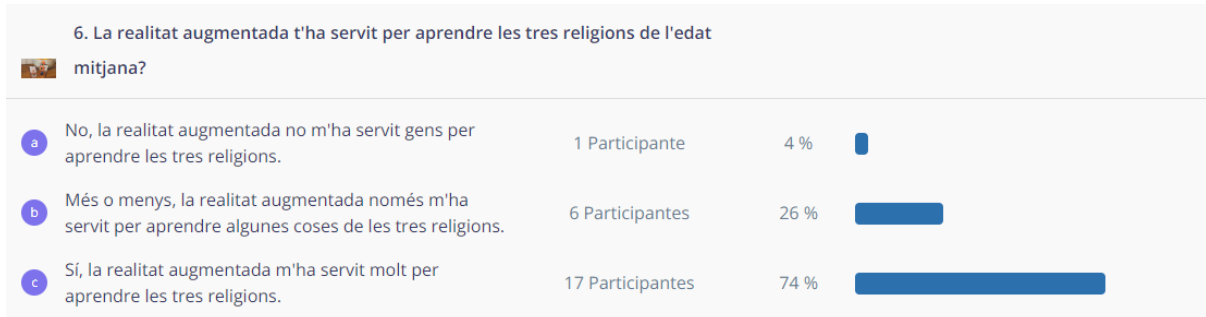 6. La realitat augmentada t'ha servit per aprendre les tres religions de l'edat
mitjana?
a
No, la realitat augmentada no m'ha servit gens per
aprendre les tres religions.
1 Participante
4 %
b
Més o menys, la realitat augmentada només m'ha
servit per aprendre algunes coses de les tres religions.
6 Participantes
26 %
c
Sí, la realitat augmentada m'ha servit molt per
aprendre les tres religions.
17 Participantes
74 %